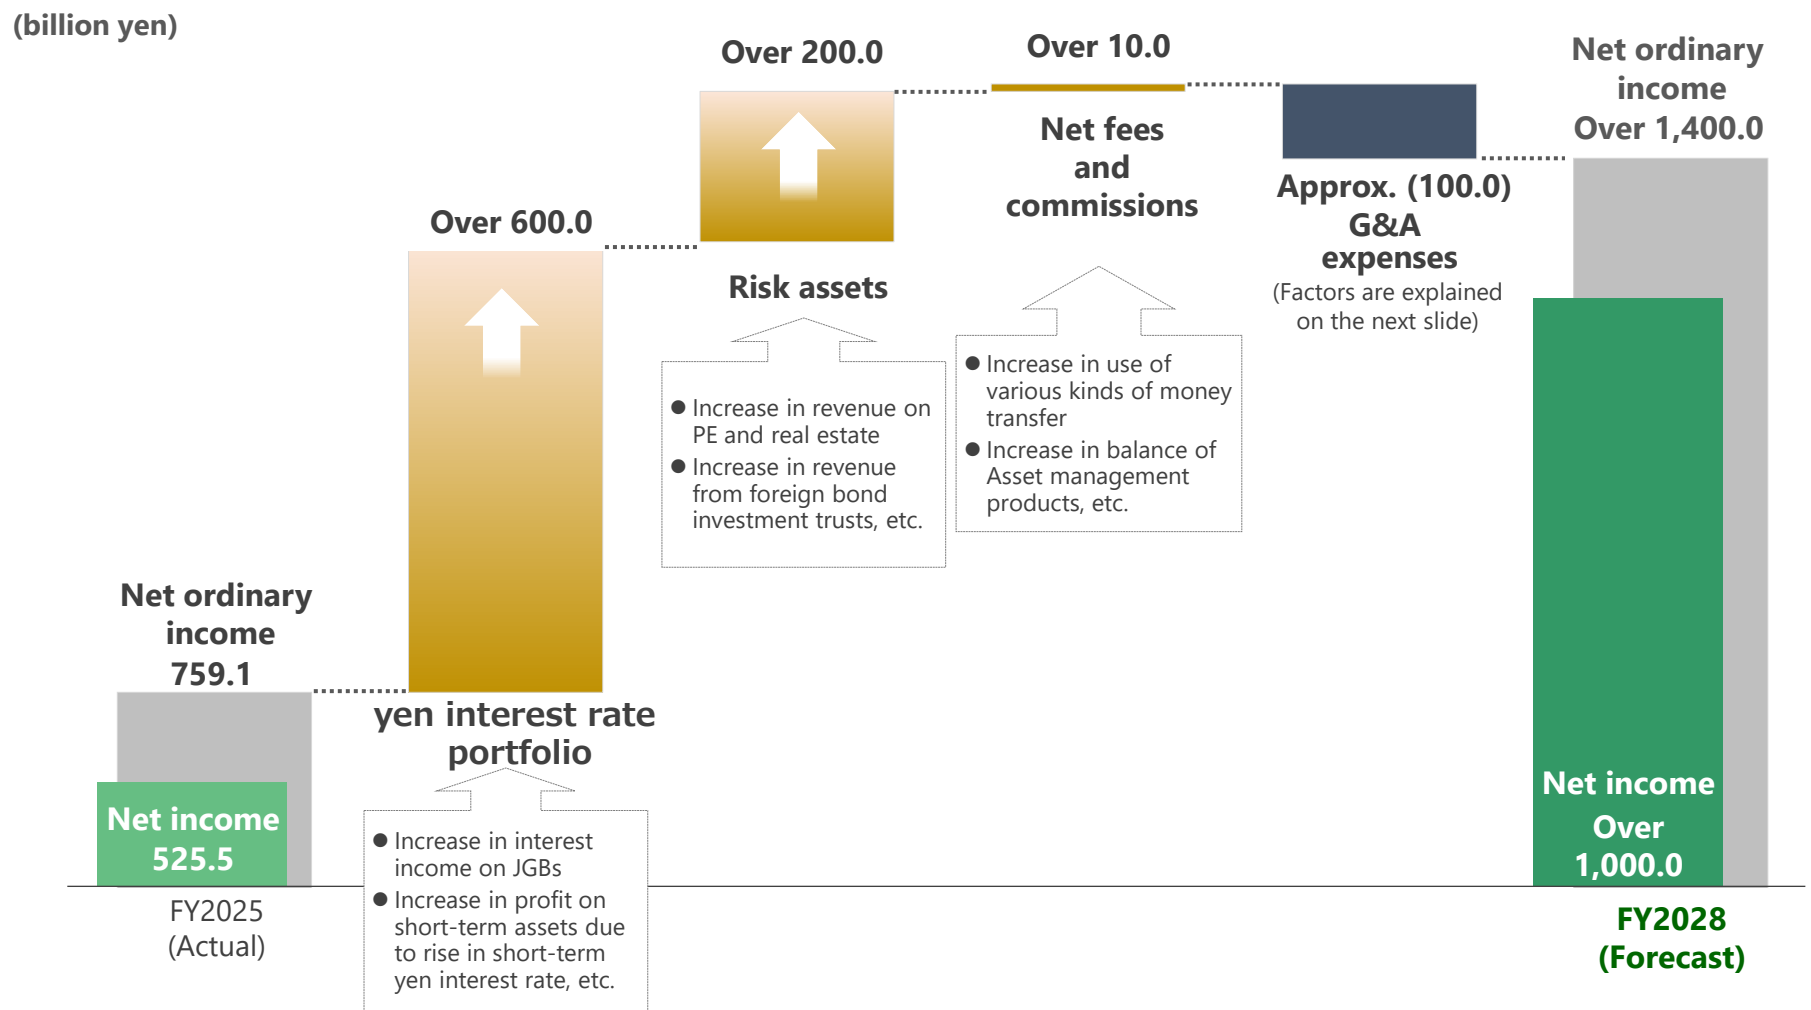 (billion yen)
Net ordinary
income
759.1
Net income
525.5
FY2025
(Actual)
Over 600.0
yen interest rate
portfolio
● Increase in interest
income on JGBs
● Increase in profit on
short-term assets due
to rise in short-term
yen interest rate, etc.
Over 200.0
Risk assets
● Increase in revenue on
PE and real estate
● Increase in revenue
from foreign bond
investment trusts, etc.
Over 10.0
Net fees
and
commissions
● Increase in use of
various kinds of money
transfer
● Increase in balance of
Asset management
products, etc.
Approx. (100.0)
G&A
expenses
(Factors are explained
on the next slide)
Net ordinary
income
Over 1,400.0
Net income
Over
1,000.0
FY2028
(Forecast)